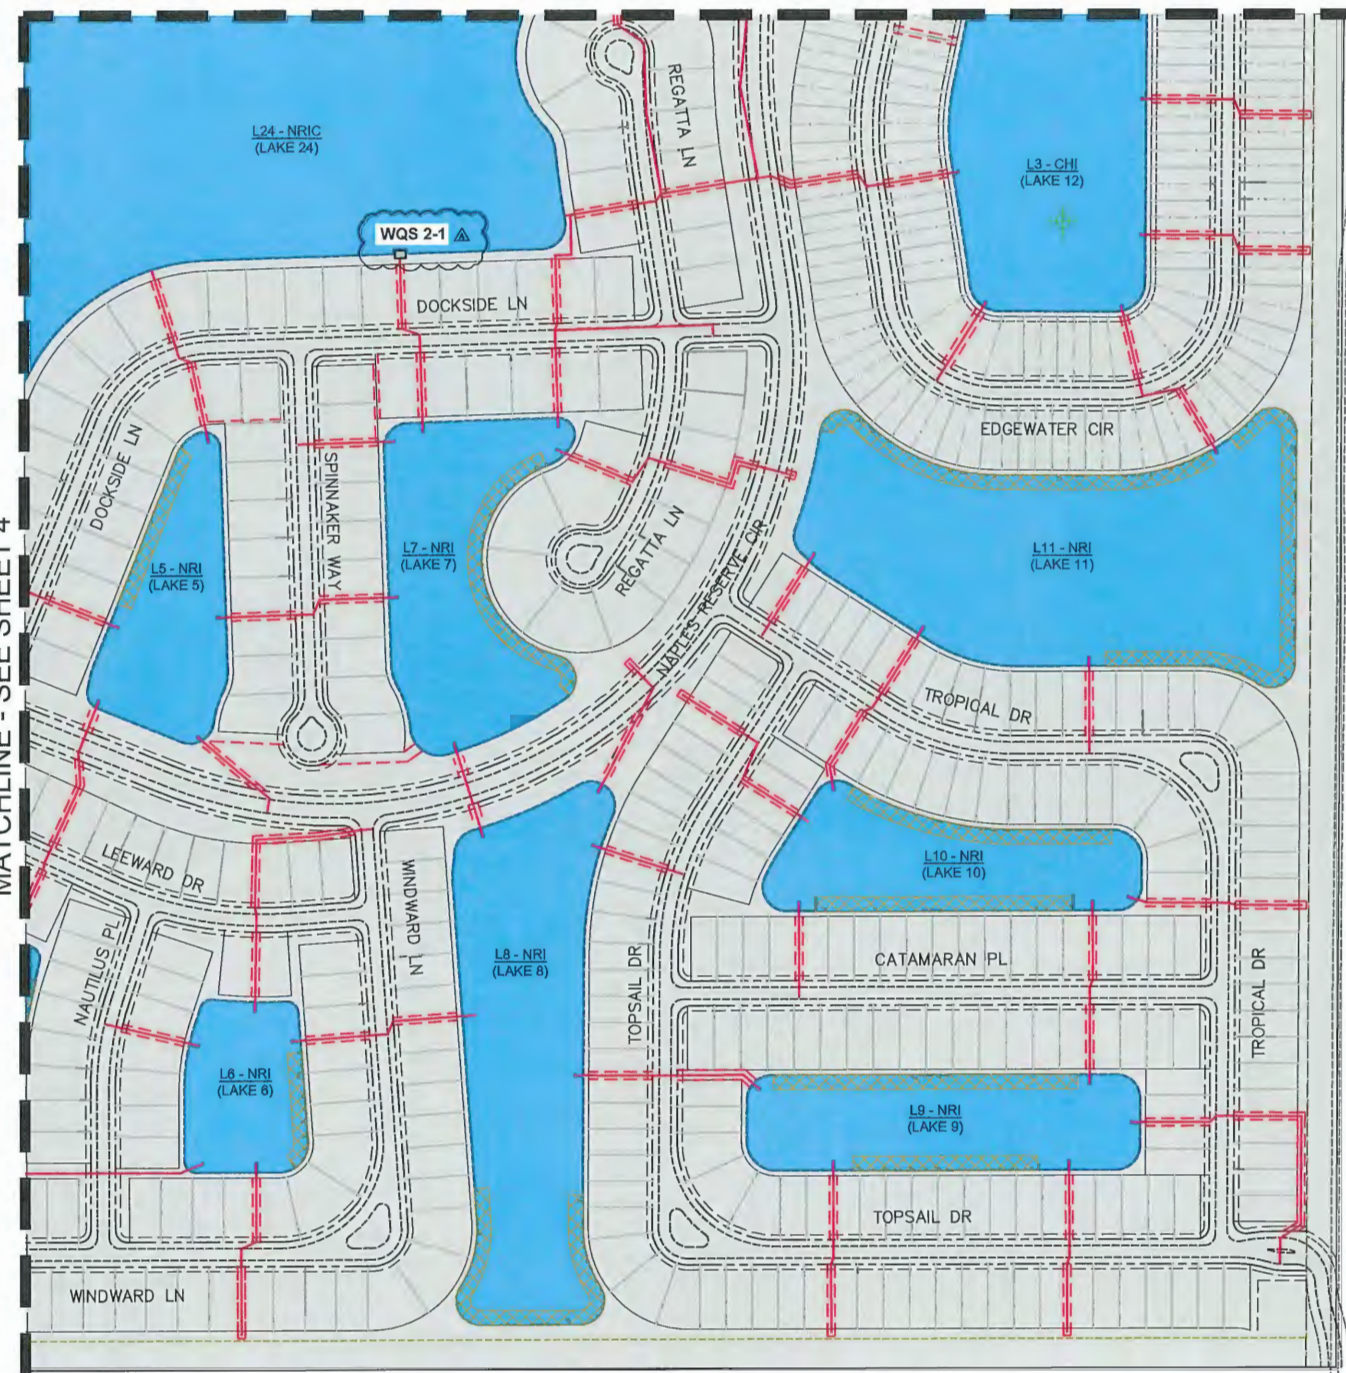 REGATTA LN
L24 - NRIC
(LAKE 24)
L3 - CHI
(LAKE 12)
WQS 2-1
DOCKSIDE LN
EDGEWATER CIR
DOCKSIDE LN
SPINNAKER WAY
MATCHLINE - SEE SHEET 4
L5 - NRI
(LAKE 5)
L7 - NRI
(LAKE 7)
REGATTA LN
NAPLES RESERVE CIR
L11 - NRI
(LAKE 11)
TROPICAL DR
LEEWARD DR
WINDWARD LN
L10 - NRI
(LAKE 10)
NAUTILUS PL
L8 - NRI
(LAKE 8)
TOPSAIL DR
CATAMARAN PL
TROPICAL DR
L6 - NRI
(LAKE 6)
L9 - NRI
(LAKE 9)
TOPSAIL DR
WINDWARD LN